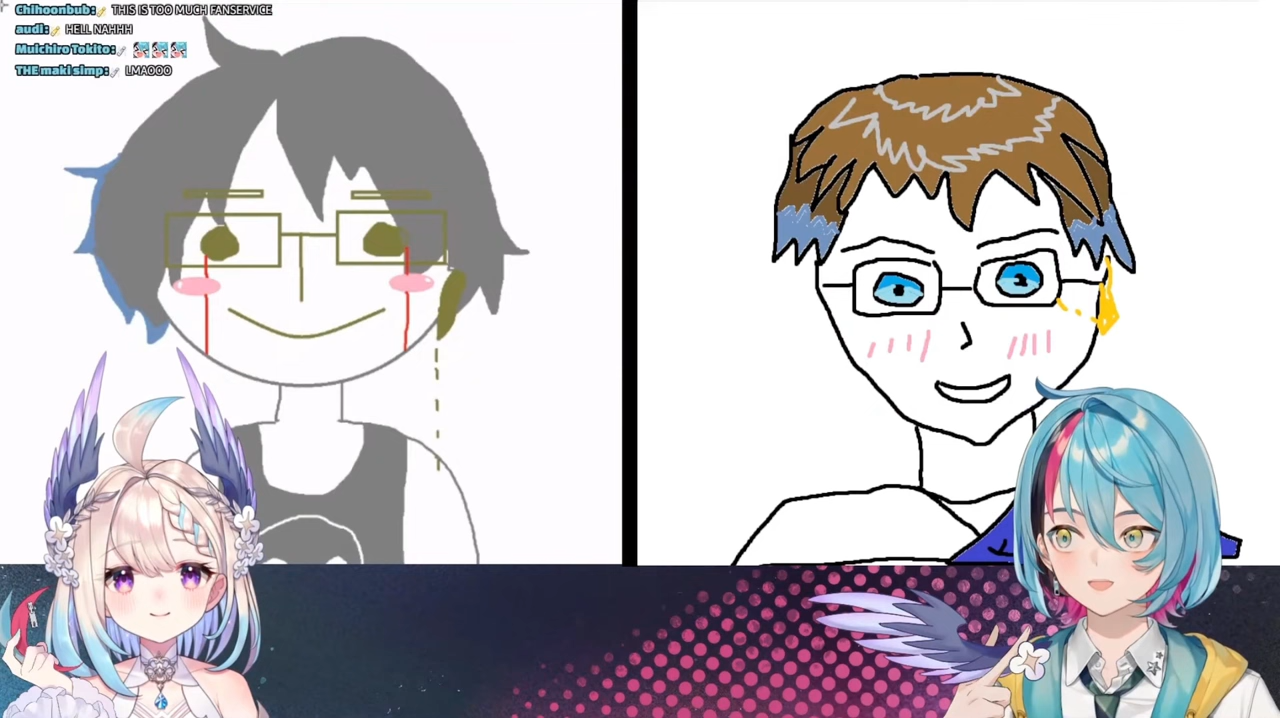 Chihoonbub: THIS IS TOO MUCH FANSERVICE
audi: HELL NAHHH
Muichiro Tokito:
THE maki simp: LMAOOO